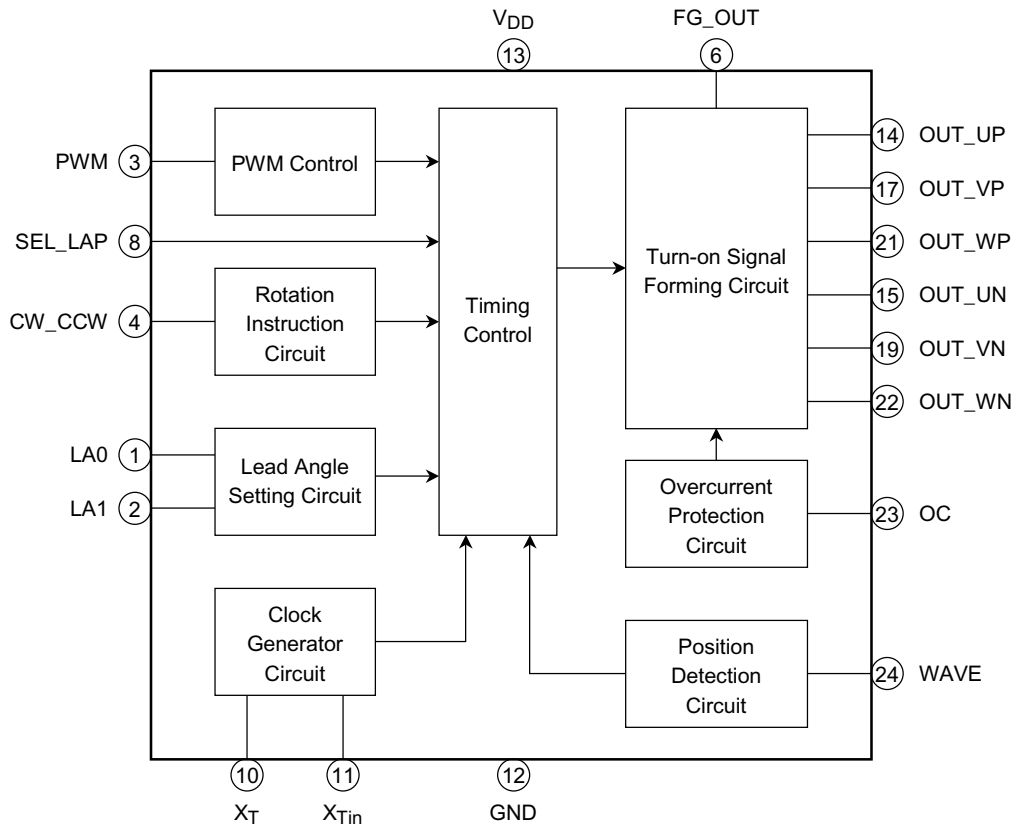 VDD
FG_OUT
13
6
PWM
3
PWM Control
14
OUT_UP
17
OUT_VP
SEL_LAP
8
21
OUT_WP
Turn-on Signal
Forming Circuit
Timing
Control
Rotation
Instruction
Circuit
CW_CCW
4
15
OUT_UN
19
OUT_VN
22
OUT_WN
LA0
1
Lead Angle
Setting Circuit
LA1
2
Overcurrent
Protection
Circuit
23
OC
Clock
Generator
Circuit
Position
Detection
Circuit
24
WAVE
10
11
12
XT
XTin
GND